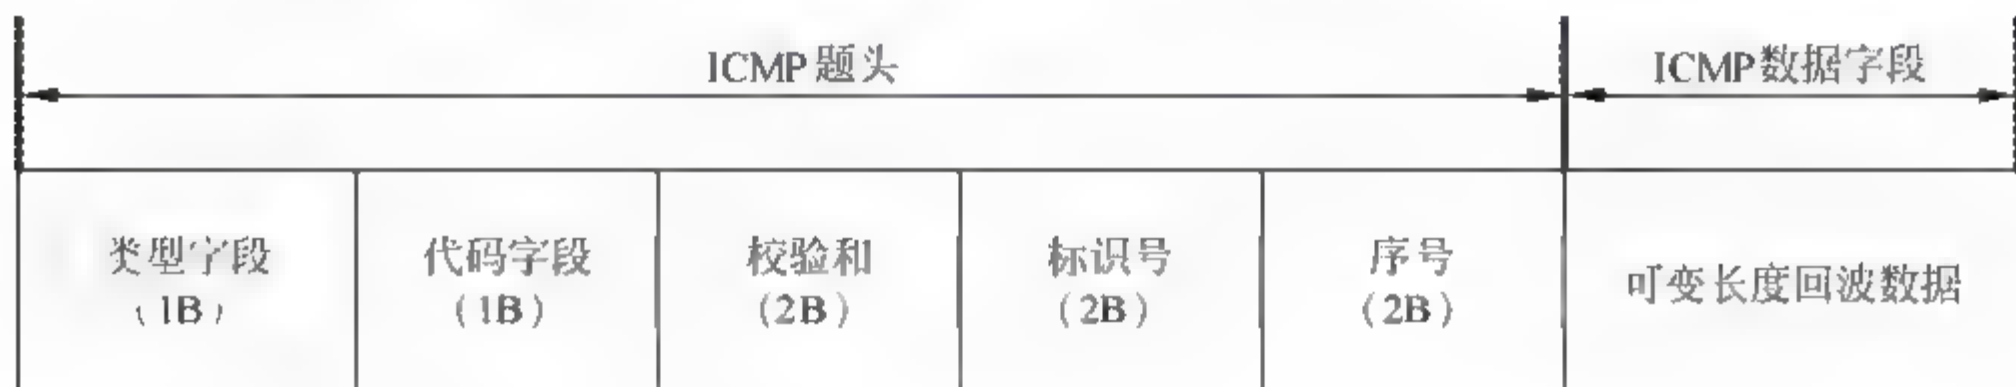 ICMP题头
ICMP数据字段
类型字段
(1B)
代码字段
(1B)
校验和
(2B)
标识号
(2B)
序号
(2B)
可变长度回波数据